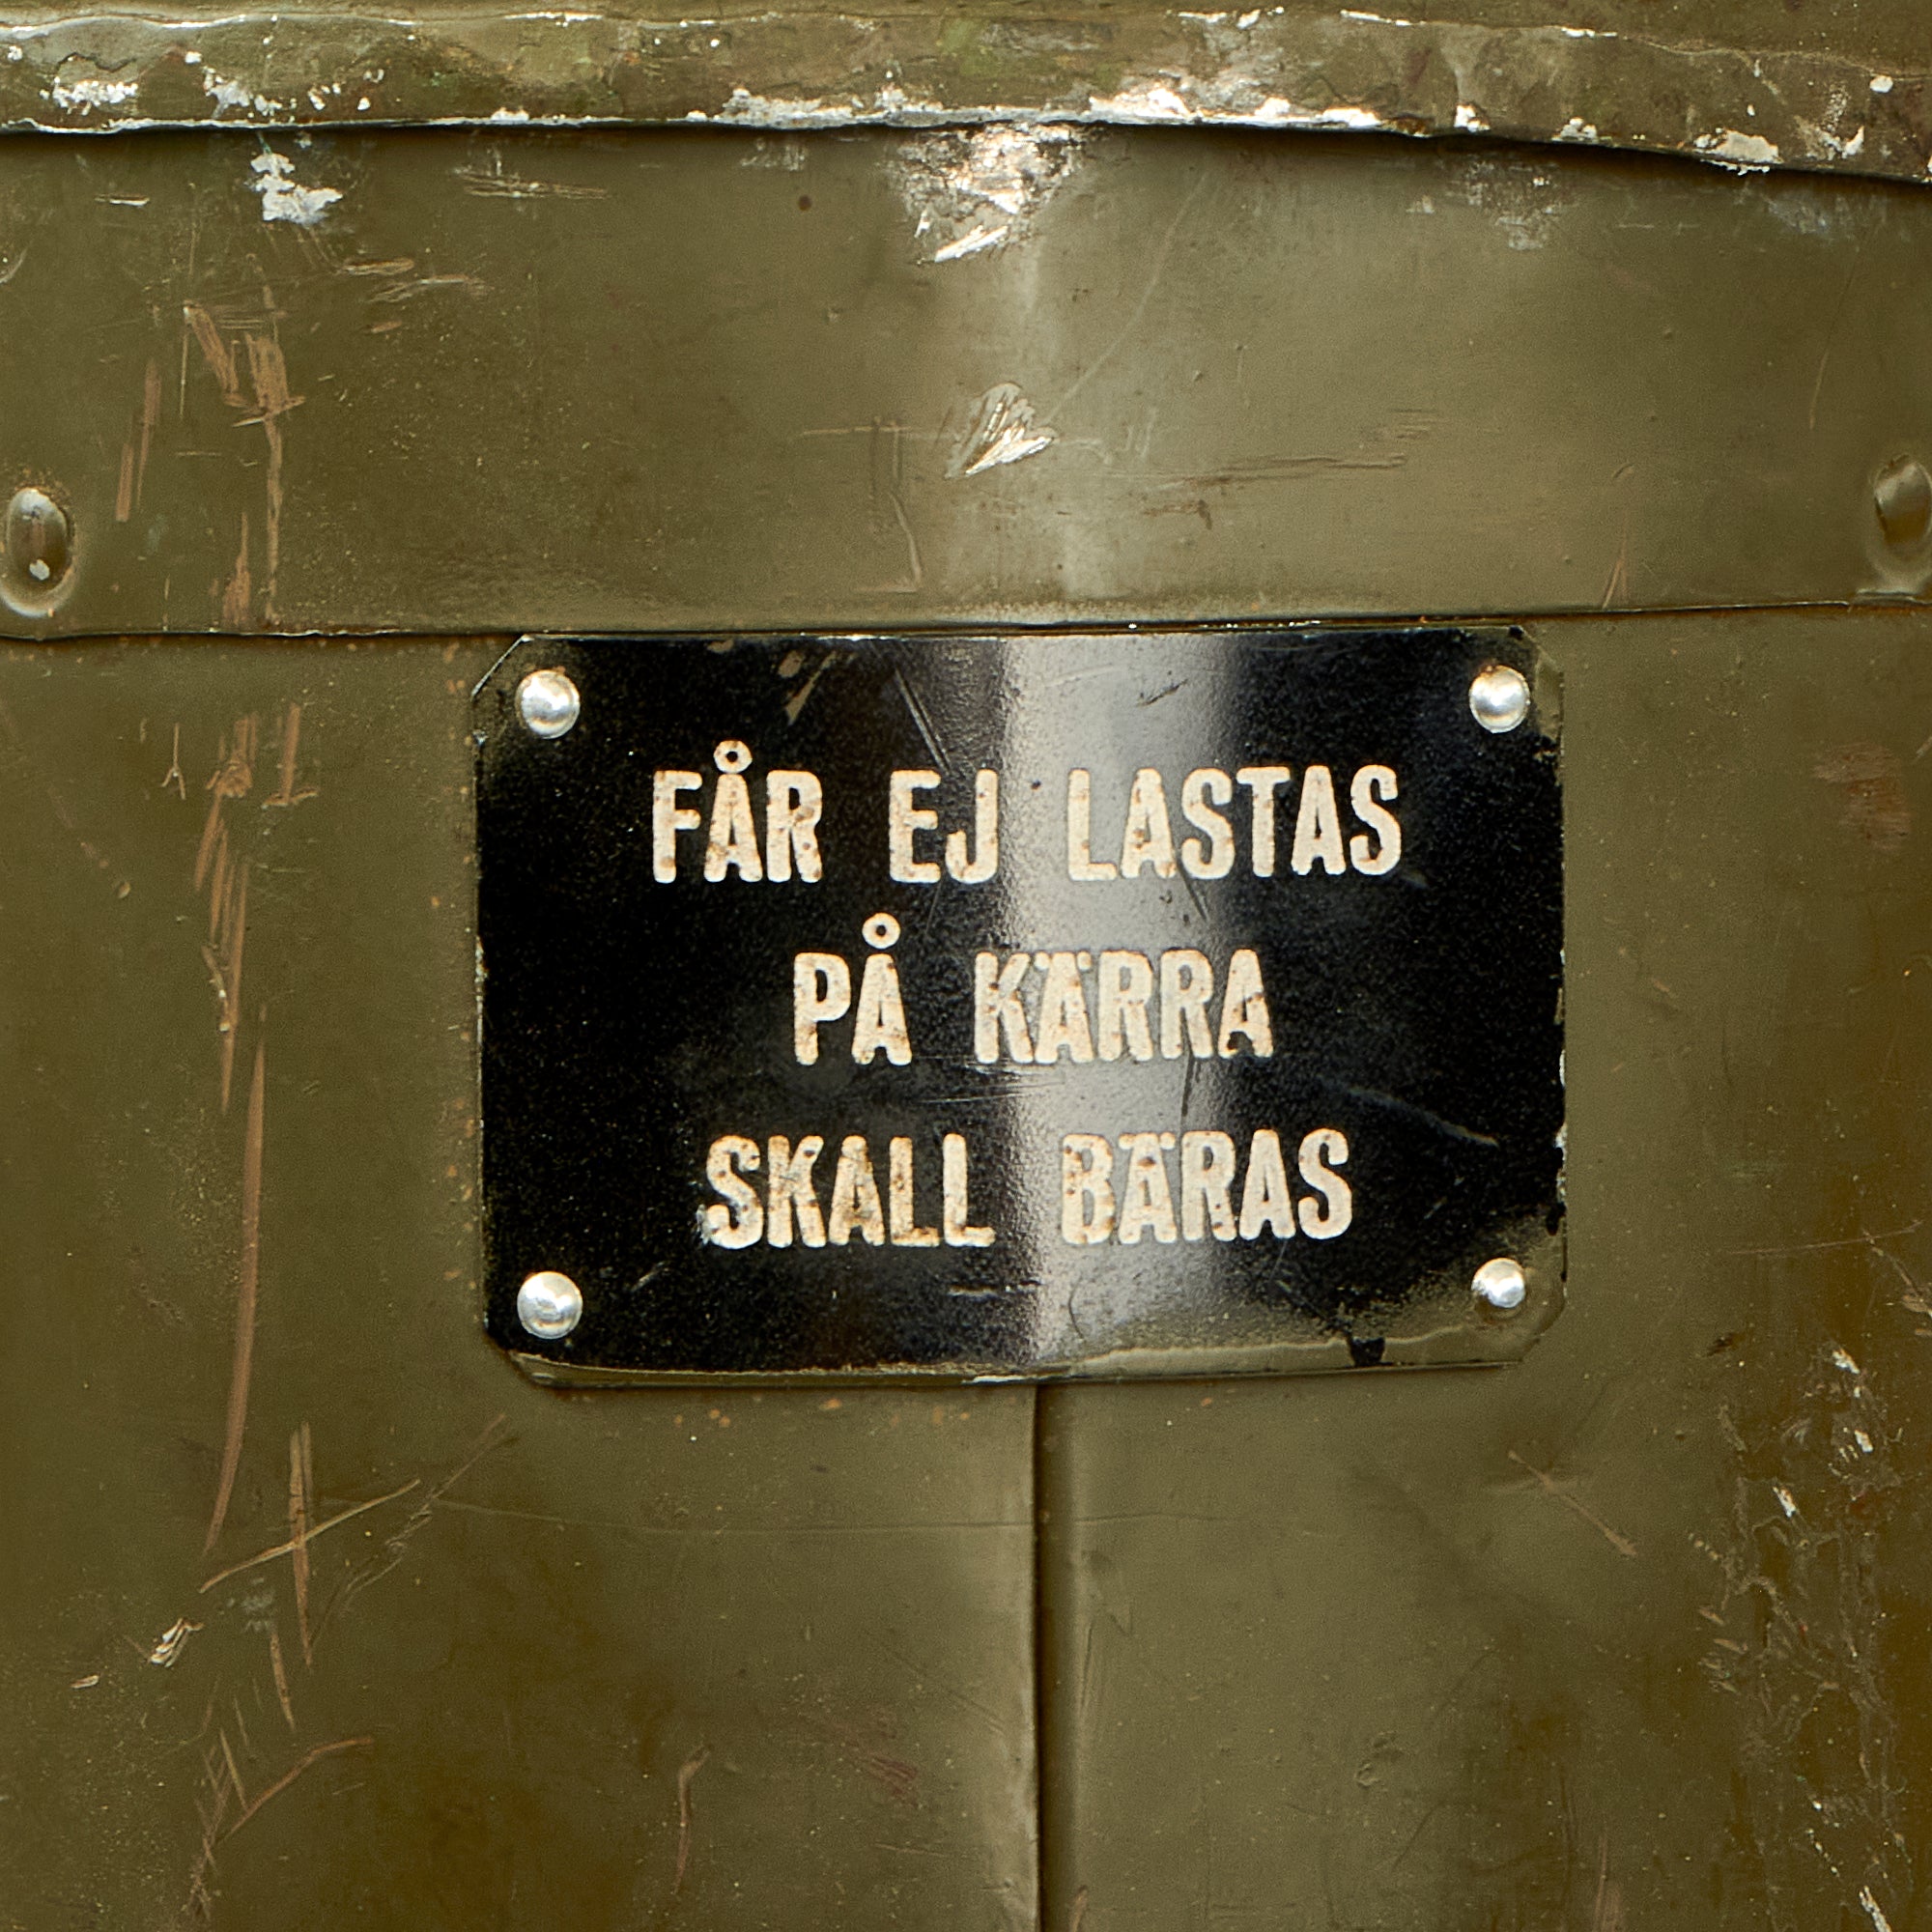 FÅR EJ LASTAS
PÅ KÄRRA
SKALL BÄRAS